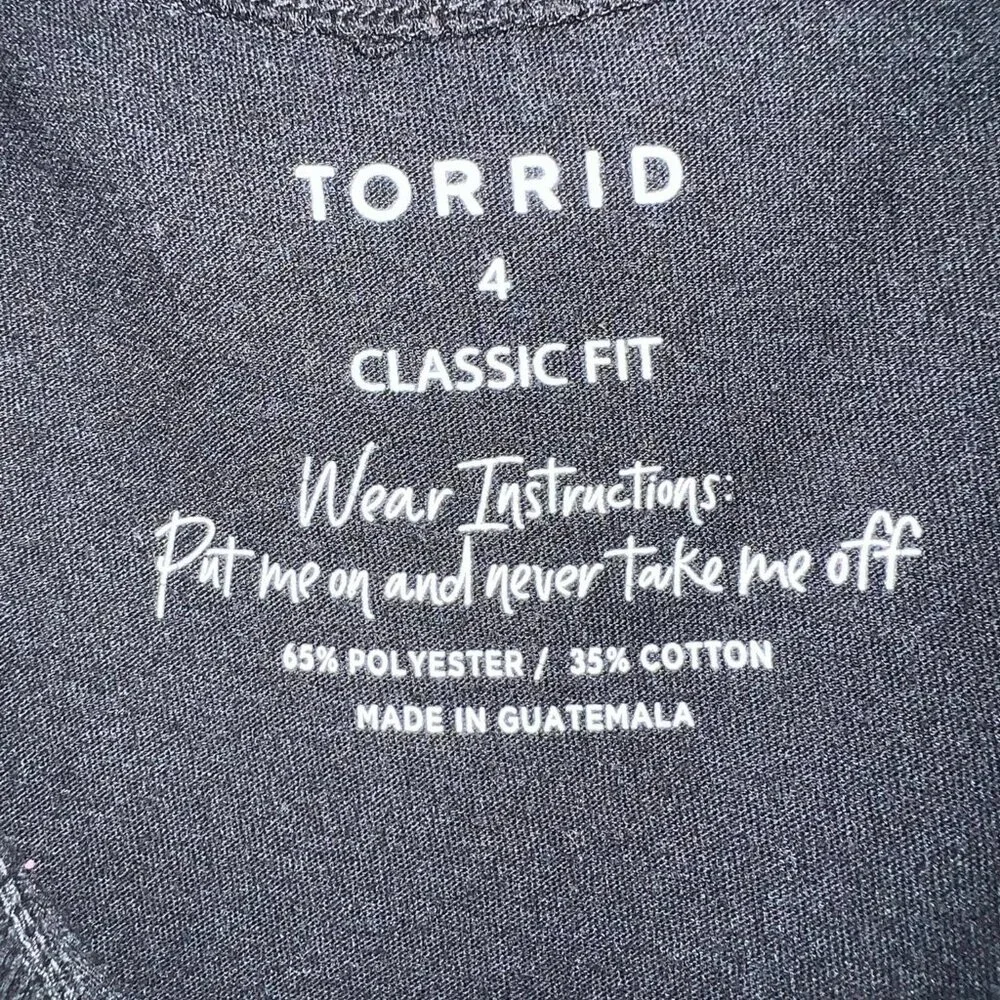 TORRID
4
CLASSIC FIT
Wear Instructions:
Put me on and never take me off
65% POLYESTER / 35% COTTON
MADE IN GUATEMALA